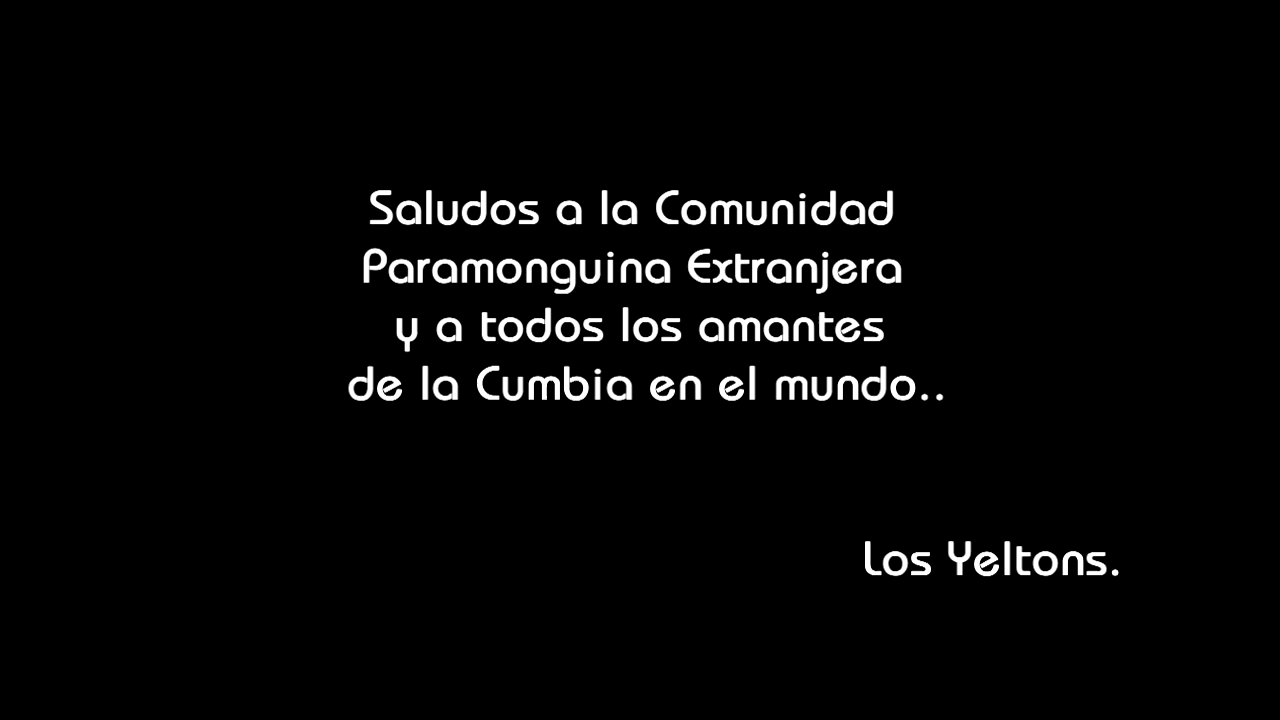 Saludos a la Comunidad
Paramonguina Extranjera
y a todos los amantes
de la Cumbia en el mundo..
Los Yeltons.